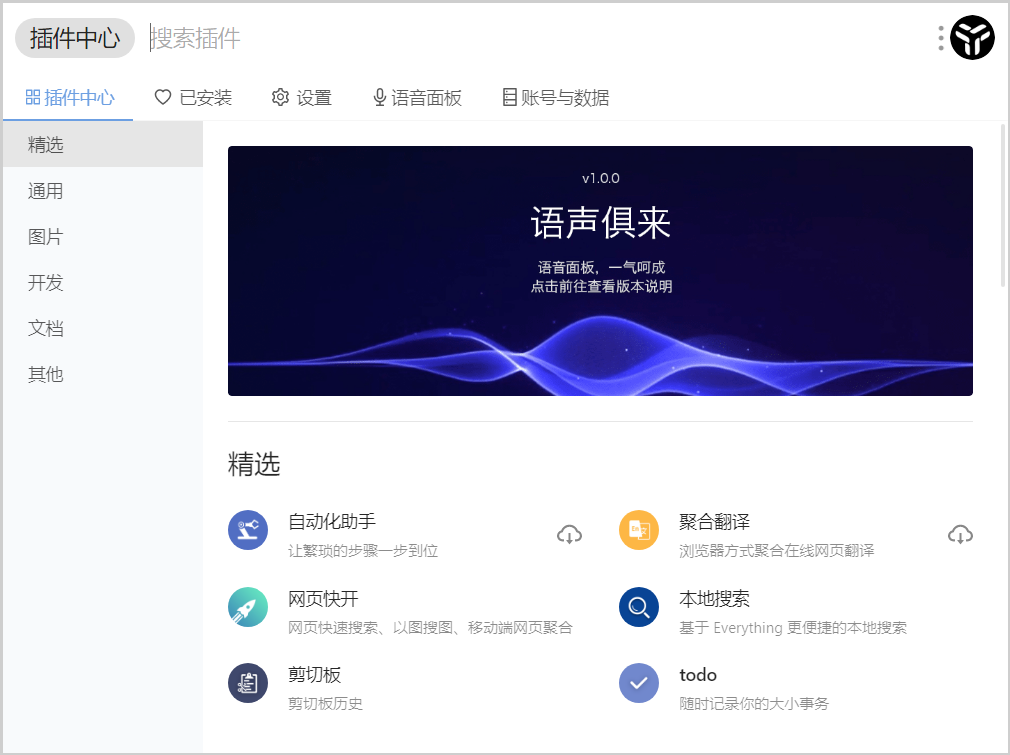 插件中心 搜索插件
插件中心 已安装 设置 语音面板 账号与数据
精选
通用
图片
开发
文档
其他
v1.0.0
语声俱来
语音面板，一气呵成
点击前往查看版本说明
精选
自动化助手
让繁琐的步骤一步到位
聚合翻译
浏览器方式聚合在线网页翻译
网页快开
网页快速搜索、以图搜图、移动端网页聚合
本地搜索
基于 Everything 更便捷的本地搜索
剪切板
剪切板历史
todo
随时记录你的大小事务